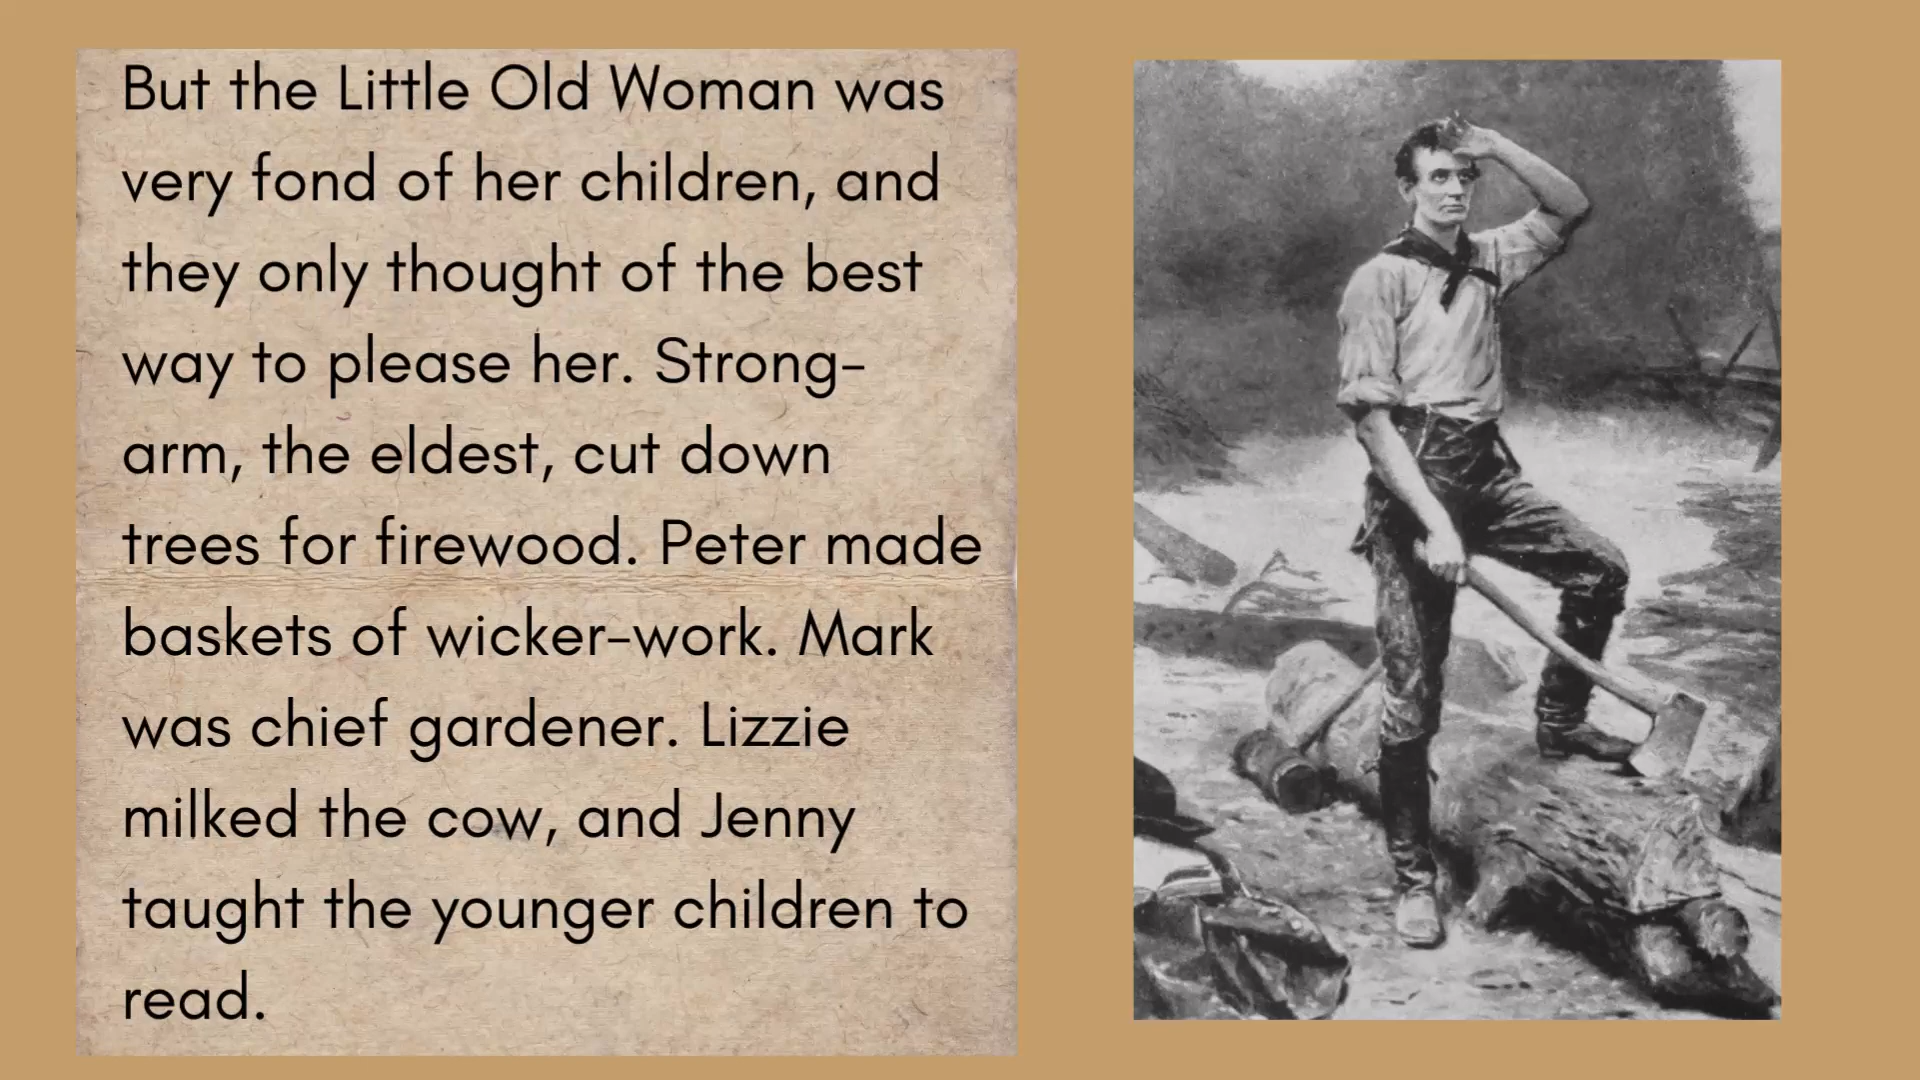 But the Little Old Woman was
very fond of her children, and
they only thought of the best
way to please her. Strong-
arm, the eldest, cut down
trees for firewood. Peter made
baskets of wicker-work. Mark
was chief gardener. Lizzie
milked the cow, and Jenny
taught the younger children to
read.